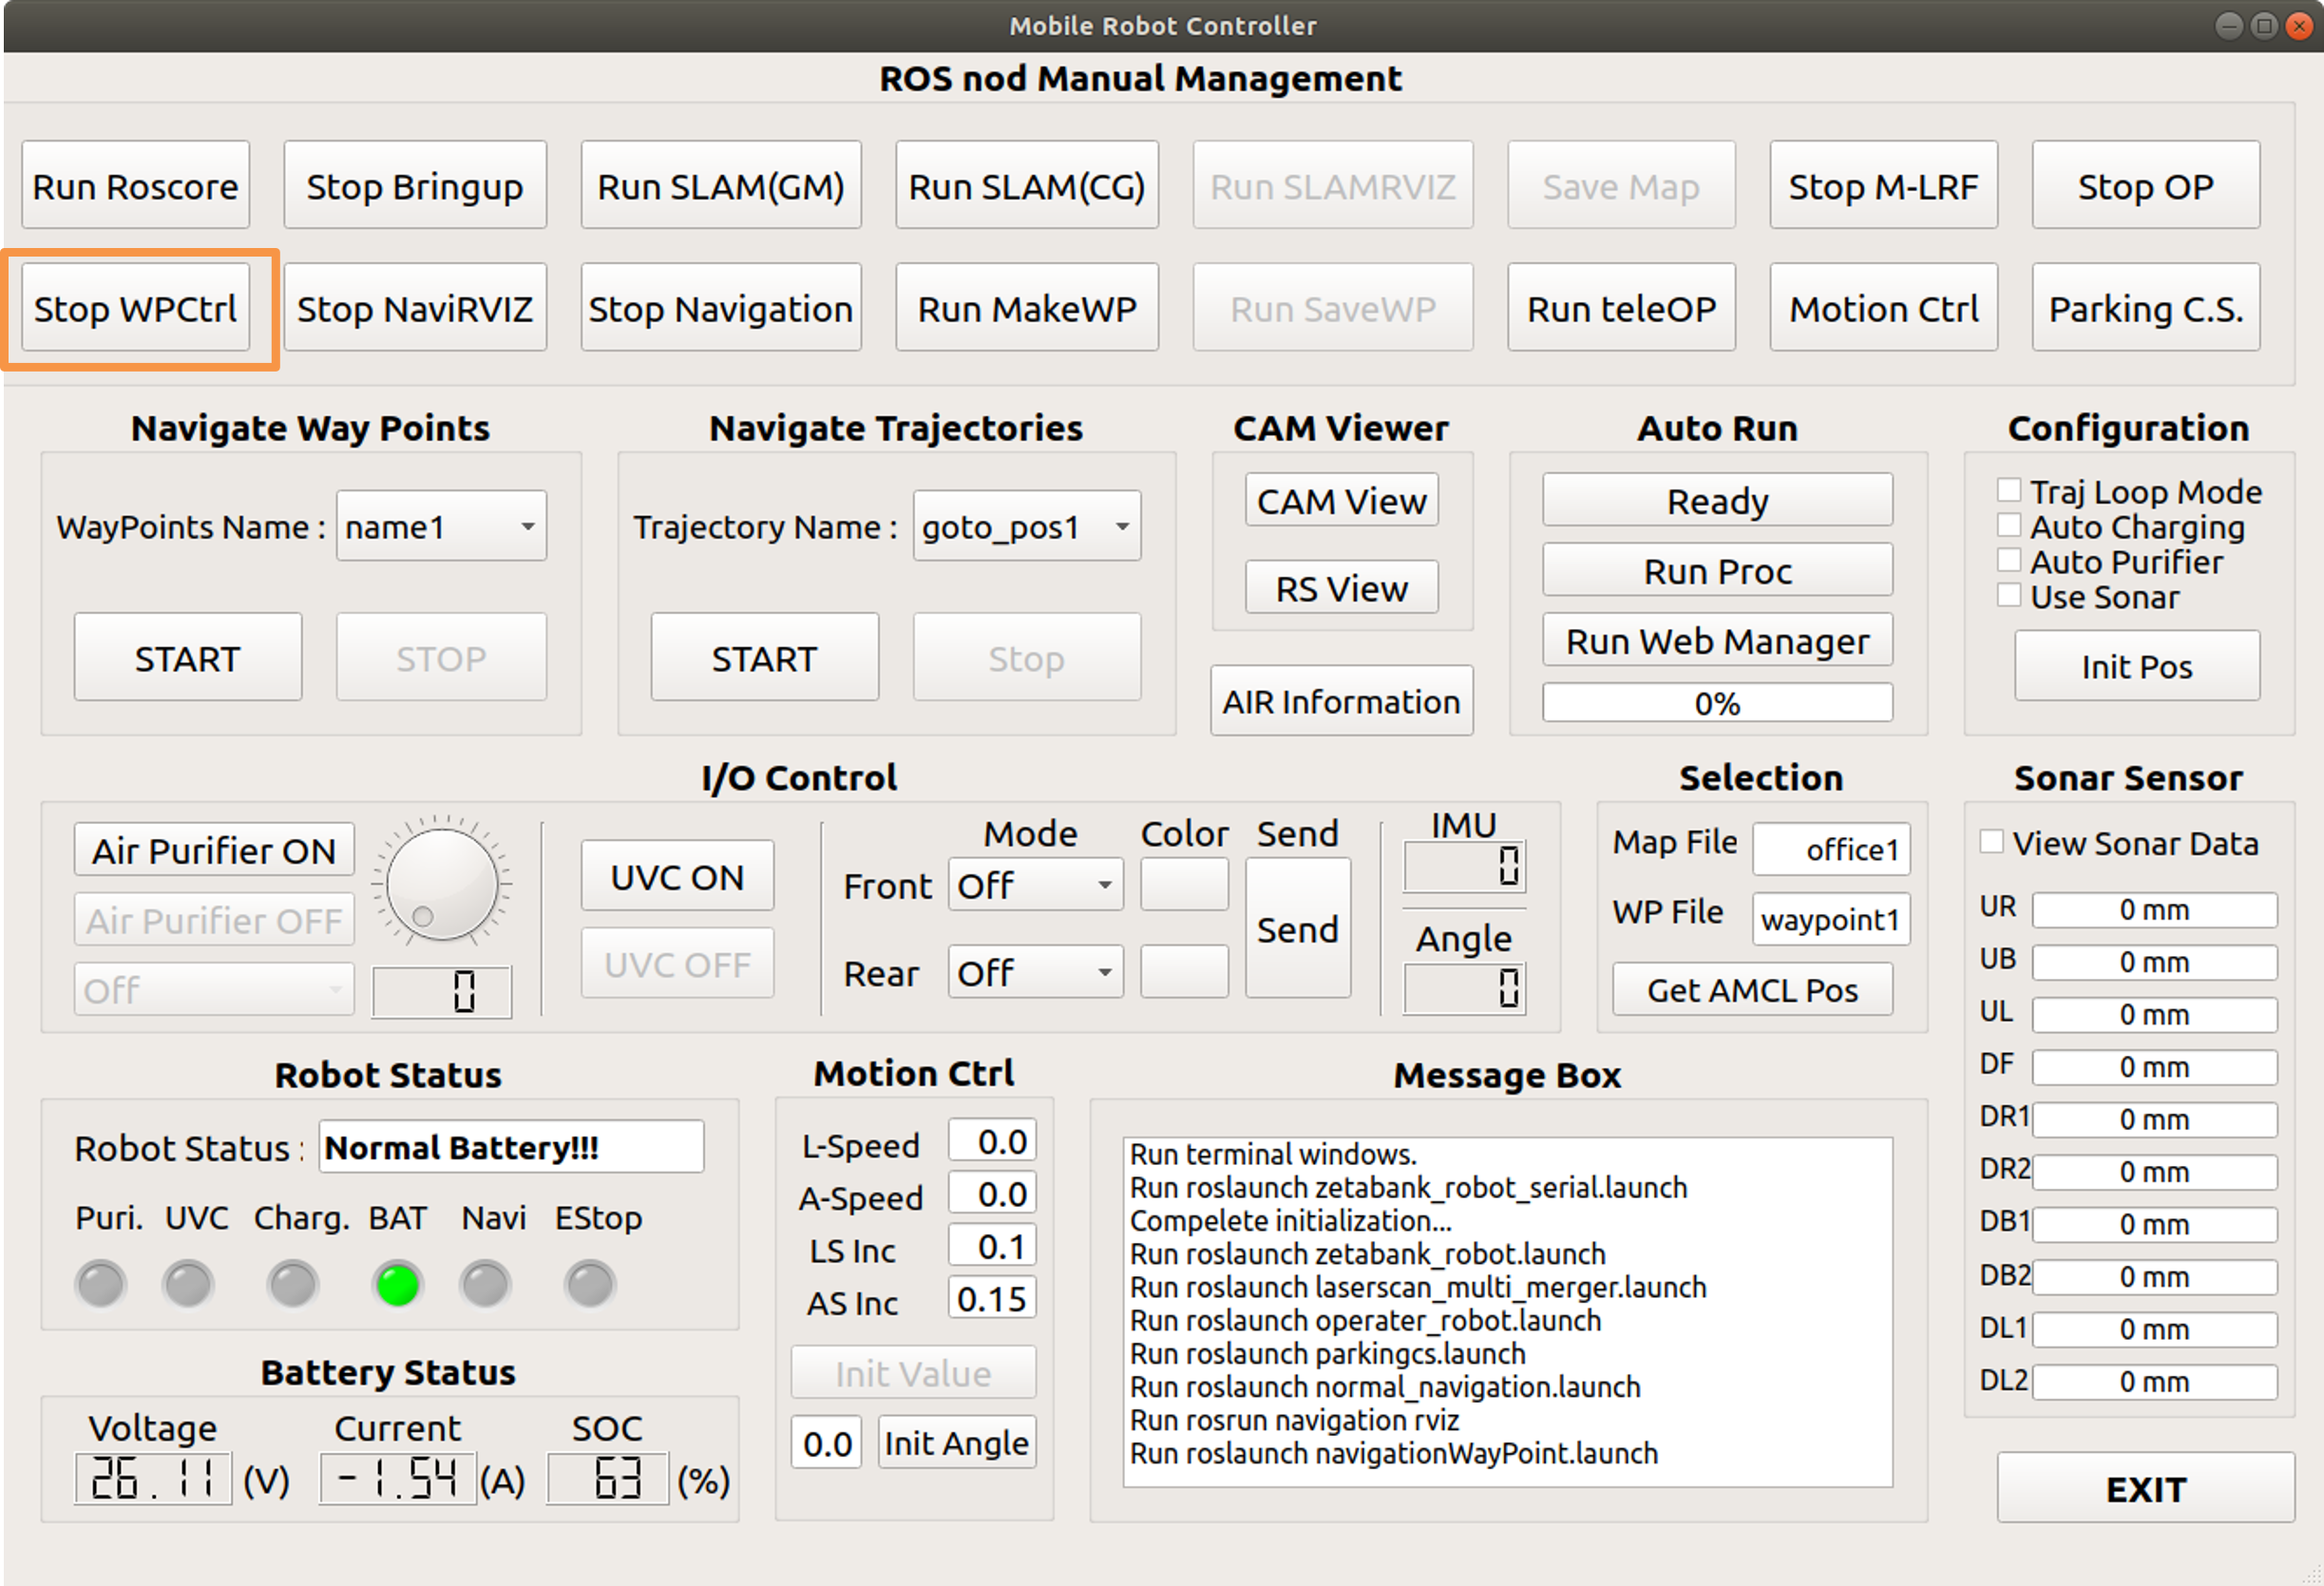 Mobile Robot Controller
ROS nod Manual Management
Run Roscore Stop Bringup Run SLAM(GM) Run SLAM(CG) Run SLAMRVIZ Save Map Stop M-LRF Stop OP
Stop WPCtrl Stop NaviRVIZ Stop Navigation Run MakeWP Run SaveWP Run teleOP Motion Ctrl Parking C.S.
Navigate Way Points
WayPoints Name : name1
START STOP
Navigate Trajectories
Trajectory Name : goto_pos1
START Stop
CAM Viewer
CAM View
RS View
AIR Information
Auto Run
Ready
Run Proc
Run Web Manager
0%
Configuration
Traj Loop Mode
Auto Charging
Auto Purifier
Use Sonar
Init Pos
I/O Control
Air Purifier ON
Air Purifier OFF
Off
0
UVC ON
UVC OFF
Mode Color Send
Front Off
Send
Rear Off
IMU
0
Angle
0
Selection
Map File office1
WP File waypoint1
Get AMCL Pos
Sonar Sensor
View Sonar Data
UR 0 mm
UB 0 mm
UL 0 mm
DF 0 mm
DR1 0 mm
DR2 0 mm
DB1 0 mm
DB2 0 mm
DL1 0 mm
DL2 0 mm
Robot Status
Robot Status : Normal Battery!!!
Puri. UVC Charg. BAT Navi EStop
Battery Status
Voltage Current SOC
26.11 (V) -1.54 (A) 63 (%)
Motion Ctrl
L-Speed 0.0
A-Speed 0.0
LS Inc 0.1
AS Inc 0.15
Init Value
0.0 Init Angle
Message Box
Run terminal windows.
Run roslaunch zetabank_robot_serial.launch
Compelete initialization...
Run roslaunch zetabank_robot.launch
Run roslaunch laserscan_multi_merger.launch
Run roslaunch operater_robot.launch
Run roslaunch parkingcs.launch
Run roslaunch normal_navigation.launch
Run rosrun navigation rviz
Run roslaunch navigationWayPoint.launch
EXIT